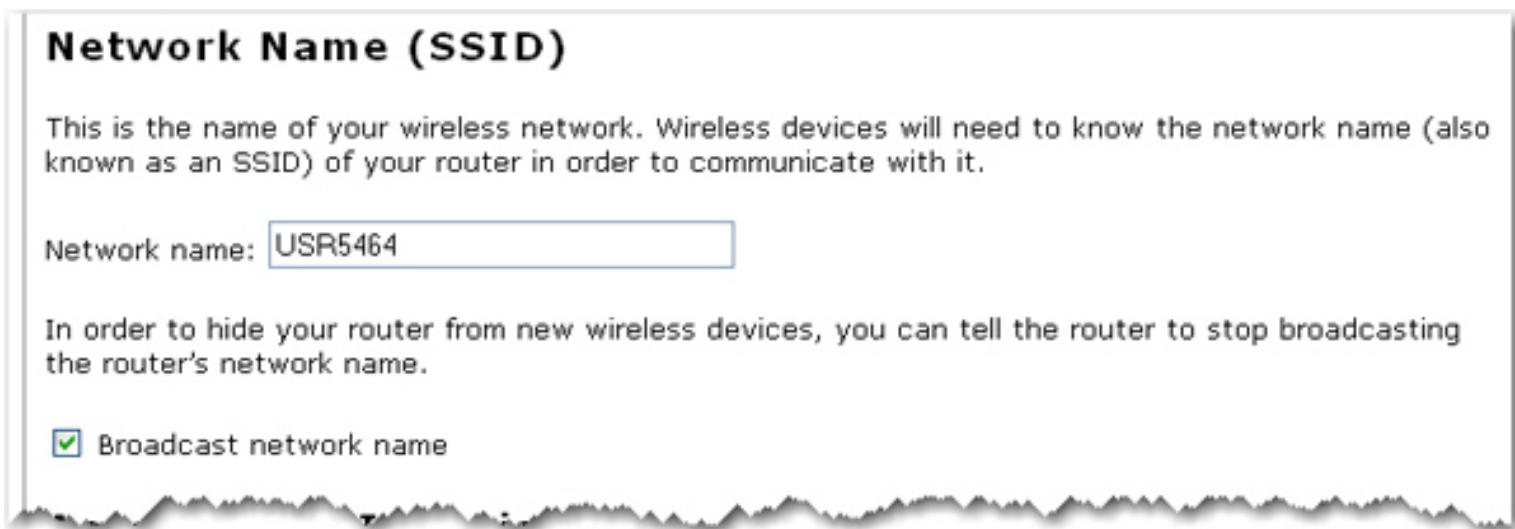 Network Name (SSID)
This is the name of your wireless network. Wireless devices will need to know the network name (also
known as an SSID) of your router in order to communicate with it.
Network name: USR5464
In order to hide your router from new wireless devices, you can tell the router to stop broadcasting
the router's network name.
Broadcast network name